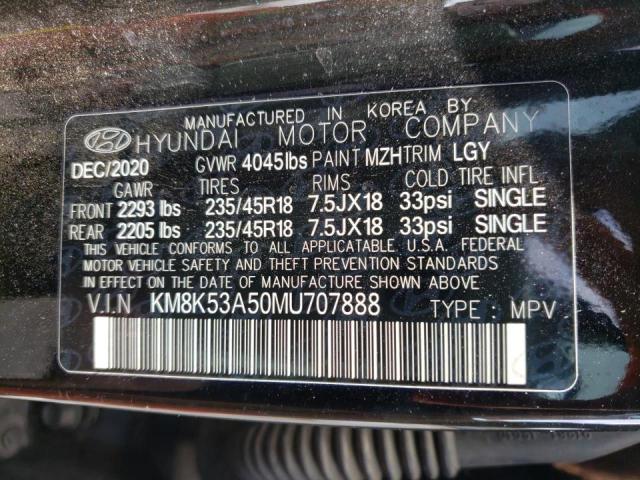 MANUFACTURED IN KOREA BY
HYUNDAI MOTOR COMPANY
DEC/2020 GVWR 4045lbs PAINT MZH TRIM LGY
GAWR TIRES RIMS COLD TIRE INFL.
FRONT 2293 lbs 235/45R18 7.5JX18 33psi SINGLE
REAR 2205 lbs 235/45R18 7.5JX18 33psi SINGLE
THIS VEHICLE CONFORMS TO ALL APPLICABLE U.S.A. FEDERAL
MOTOR VEHICLE SAFETY AND THEFT PREVENTION STANDARDS
IN EFFECT ON THE DATE OF MANUFACTURE SHOWN ABOVE
V.I.N KM8K53A50MU707888 TYPE : MPV